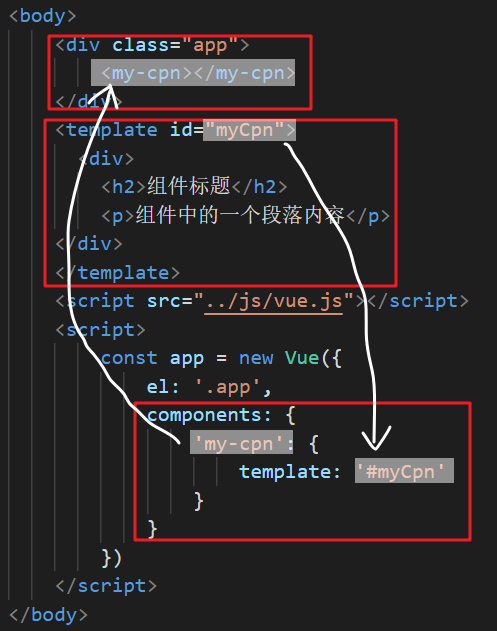 <body>
<div class="app">
<my-cpn></my-cpn>
</div>
<template id="myCpn">
<div>
<h2>组件标题</h2>
<p>组件中的一个段落内容</p>
</div>
</template>
<script src="../js/vue.js"></script>
<script>
const app = new Vue({
el: '.app',
components: {
'my-cpn': {
template: '#myCpn'
}
}
})
</script>
</body>